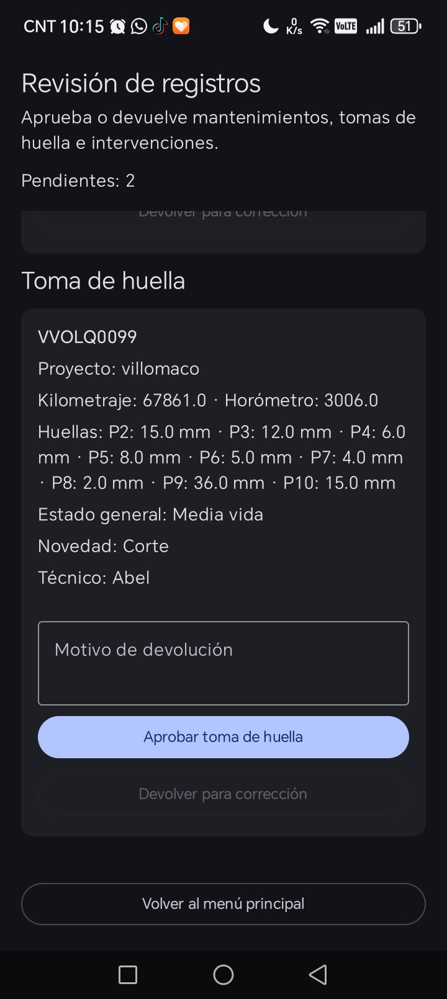 CNT 10:15 0 K/s VoLTE 51
Revisión de registros
Aprueba o devuelve mantenimientos, tomas de
huella e intervenciones.
Pendientes: 2
Devolver para corrección
Toma de huella
VVOLQ0099
Proyecto: villomaco
Kilometraje: 67861.0 · Horómetro: 3006.0
Huellas: P2: 15.0 mm · P3: 12.0 mm · P4: 6.0
mm · P5: 8.0 mm · P6: 5.0 mm · P7: 4.0 mm
· P8: 2.0 mm · P9: 36.0 mm · P10: 15.0 mm
Estado general: Media vida
Novedad: Corte
Técnico: Abel
Motivo de devolución
Aprobar toma de huella
Devolver para corrección
Volver al menú principal